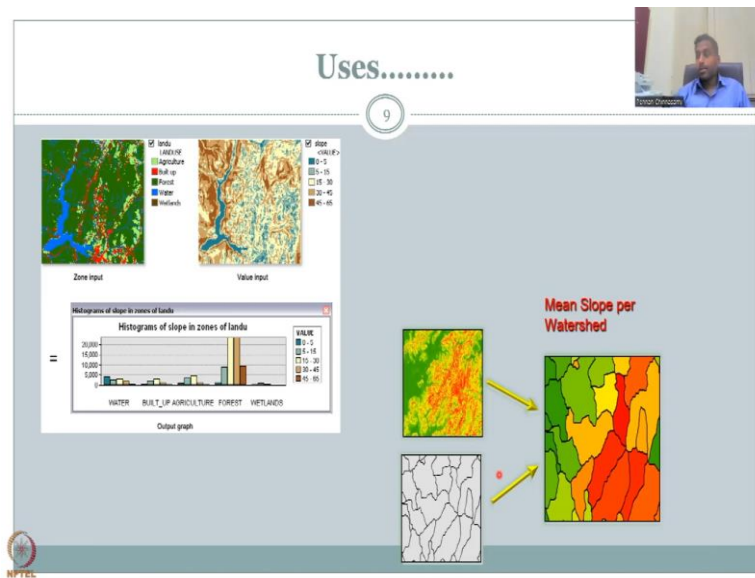 Uses.........
9
Pennan Chinnasamy
landu
LANDUSE
Agriculture
Built up
Forest
Water
Wetlands
Zone input
slope
<VALUE>
0 - 5
5 - 15
15 - 30
30 - 45
45 - 65
Value input
=
Histograms of slope in zones of landu
Histograms of slope in zones of landu
20,000
15,000
10,000
5,000
0
WATER BUILT_UP AGRICULTURE FOREST WETLANDS
VALUE
0 - 5
5 - 15
15 - 30
30 - 45
45 - 65
Output graph
Mean Slope per
Watershed
NPTEL